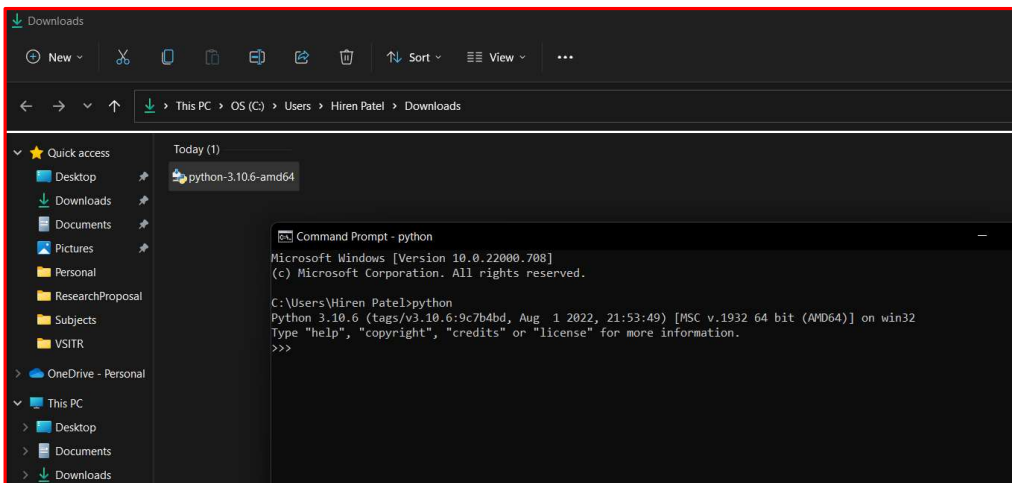 Downloads
New
Sort
View
This PC > OS (C:) > Users > Hiren Patel > Downloads
Quick access
Desktop
Downloads
Documents
Pictures
Personal
ResearchProposal
Subjects
VSITR
OneDrive - Personal
This PC
Desktop
Documents
Downloads
Today (1)
python-3.10.6-amd64
Command Prompt - python
Microsoft Windows [Version 10.0.22000.708]
(c) Microsoft Corporation. All rights reserved.
C:\Users\Hiren Patel>python
Python 3.10.6 (tags/v3.10.6:9c7b4bd, Aug  1 2022, 21:53:49) [MSC v.1932 64 bit (AMD64)] on win32
Type "help", "copyright", "credits" or "license" for more information.
>>>